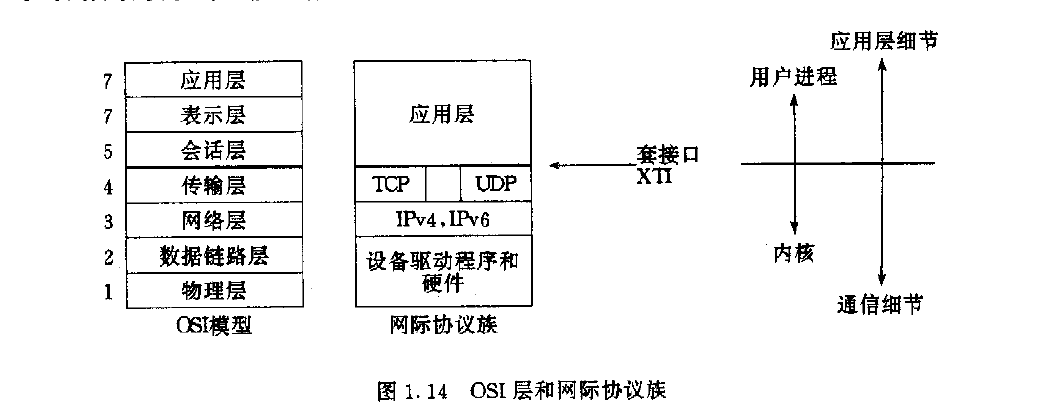 7 应用层
7 表示层
5 会话层
4 传输层
3 网络层
2 数据链路层
1 物理层
OSI模型
应用层
TCP UDP
IPv4,IPv6
设备驱动程序和
硬件
网际协议族
套接口
XTI
应用层细节
用户进程
内核
通信细节
图 1.14 OSI 层和网际协议族